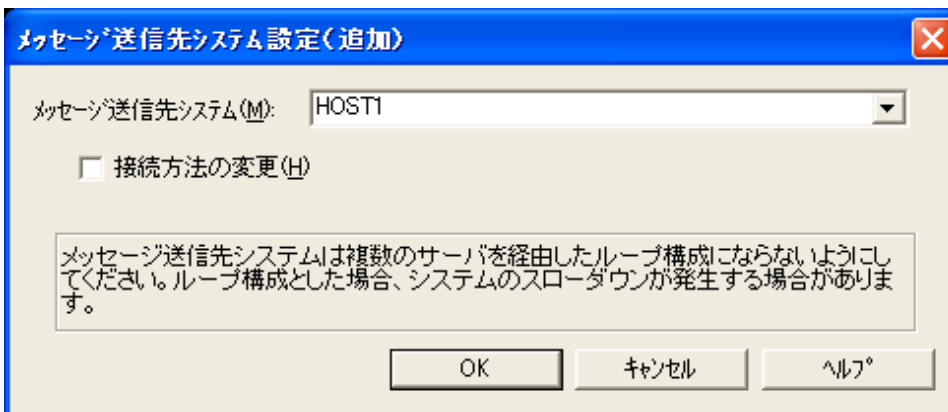 ﾒｯｾｰｼﾞ送信先ｼｽﾃﾑ設定(追加)
ﾒｯｾｰｼﾞ送信先ｼｽﾃﾑ(M): HOST1
接続方法の変更(H)
メッセージ送信先システムは複数のサーバを経由したループ構成にならないようにし
てください。ループ構成とした場合、システムのスローダウンが発生する場合がありま
す。
OK ｷｬﾝｾﾙ ﾍﾙﾌﾟ